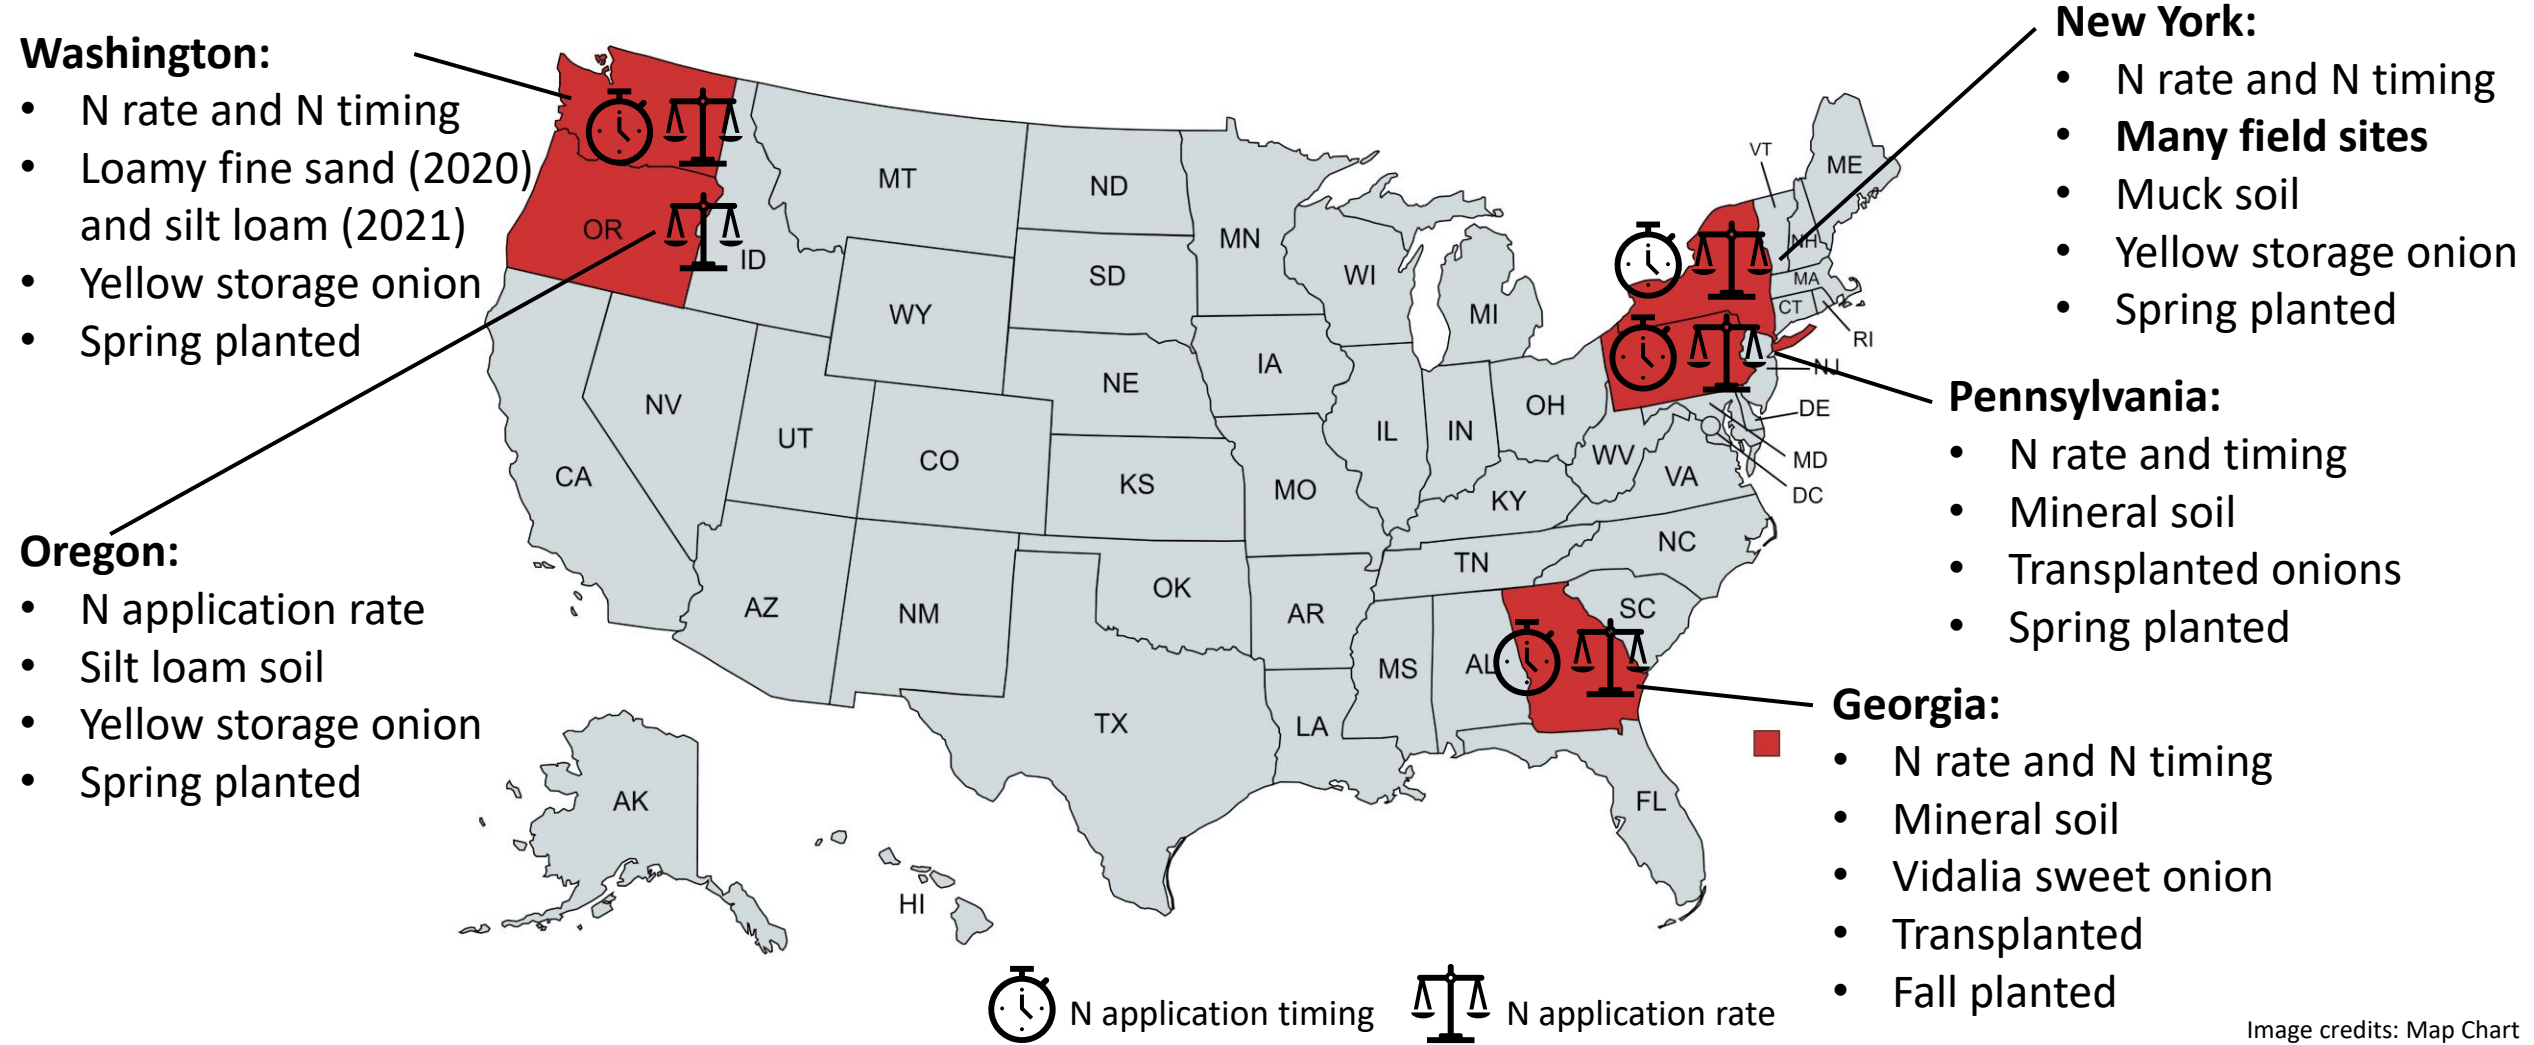 Washington:
• N rate and N timing
• Loamy fine sand (2020)
and silt loam (2021)
• Yellow storage onion
• Spring planted
Oregon:
• N application rate
• Silt loam soil
• Yellow storage onion
• Spring planted
New York:
• N rate and N timing
• Many field sites
• Muck soil
• Yellow storage onion
• Spring planted
Pennsylvania:
• N rate and timing
• Mineral soil
• Transplanted onions
• Spring planted
Georgia:
• N rate and N timing
• Mineral soil
• Vidalia sweet onion
• Transplanted
• Fall planted
OR
ID
MT
ND
MN
SD
WY
WI
MI
VT
ME
NH
MA
CT
RI
NJ
DE
MD
DC
NV
UT
CO
NE
IA
IL
IN
OH
WV
VA
CA
KS
MO
KY
NC
TN
SC
AZ
NM
OK
AR
MS
AL
TX
LA
FL
AK
HI
N application timing
N application rate
Image credits: Map Chart